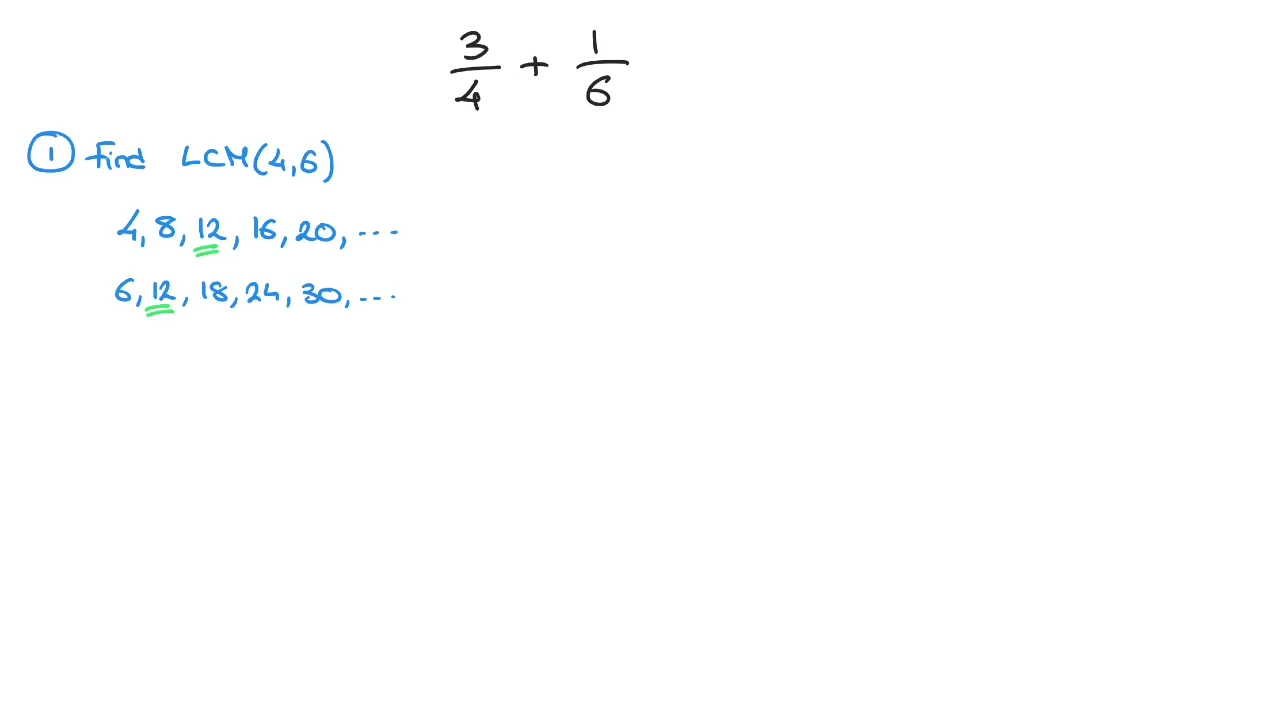 3/4 + 1/6
① Find LCM(4,6)
4, 8, 12, 16, 20, ...
6, 12, 18, 24, 30, ...